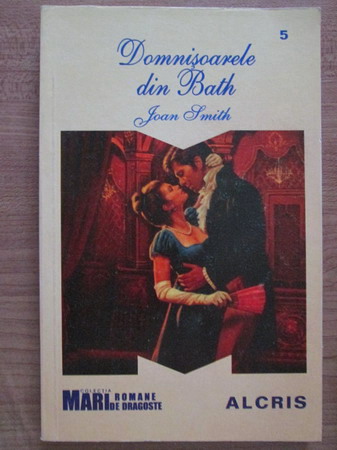 5
Domnișoarele
din Bath
Joan Smith
COLECȚIA
MARI ROMANE
DE DRAGOSTE
ALCRIS